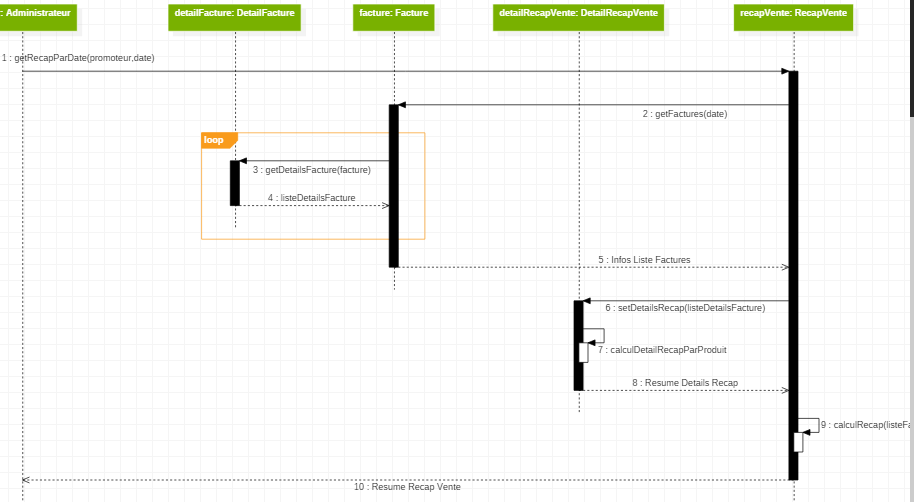 : Administrateur
detailFacture: DetailFacture
facture: Facture
detailRecapVente: DetailRecapVente
recapVente: RecapVente
1 : getRecapParDate(promoteur,date)
2 : getFactures(date)
loop
3 : getDetailsFacture(facture)
4 : listeDetailsFacture
5 : Infos Liste Factures
6 : setDetailsRecap(listeDetailsFacture)
7 : calculDetailRecapParProduit
8 : Resume Details Recap
9 : calculRecap(listeFa
10 : Resume Recap Vente